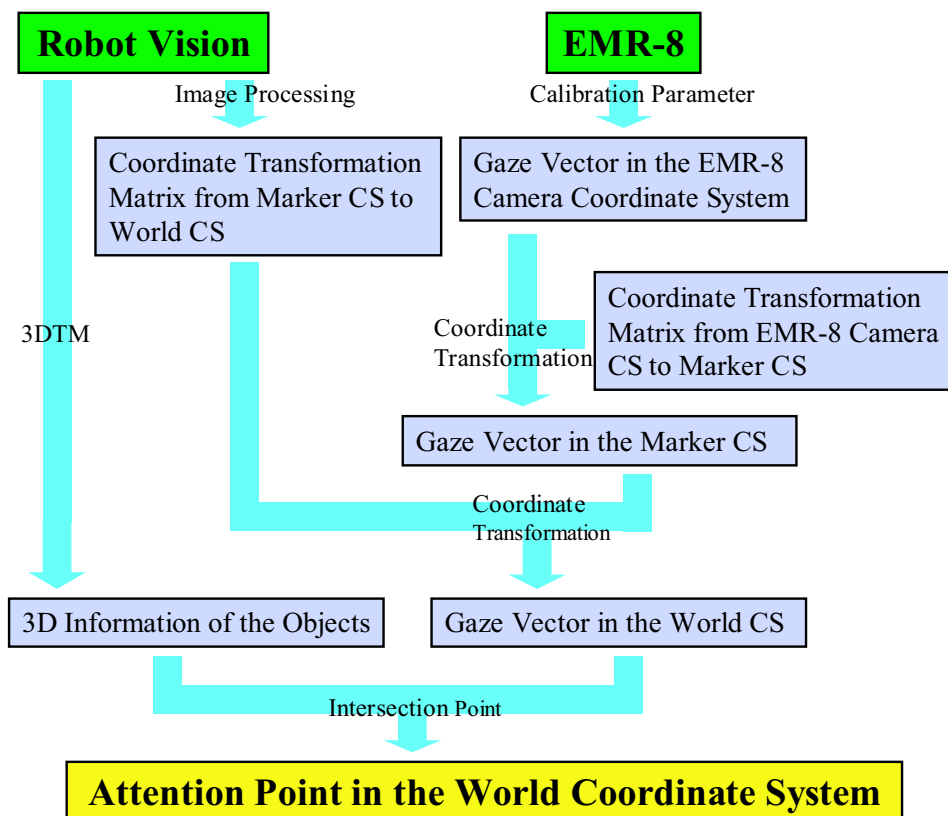 Robot Vision
EMR-8
Image Processing
Calibration Parameter
Coordinate Transformation
Matrix from Marker CS to
World CS
Gaze Vector in the EMR-8
Camera Coordinate System
3DTM
Coordinate
Transformation
Coordinate Transformation
Matrix from EMR-8 Camera
CS to Marker CS
Gaze Vector in the Marker CS
Coordinate
Transformation
3D Information of the Objects
Gaze Vector in the World CS
Intersection Point
Attention Point in the World Coordinate System